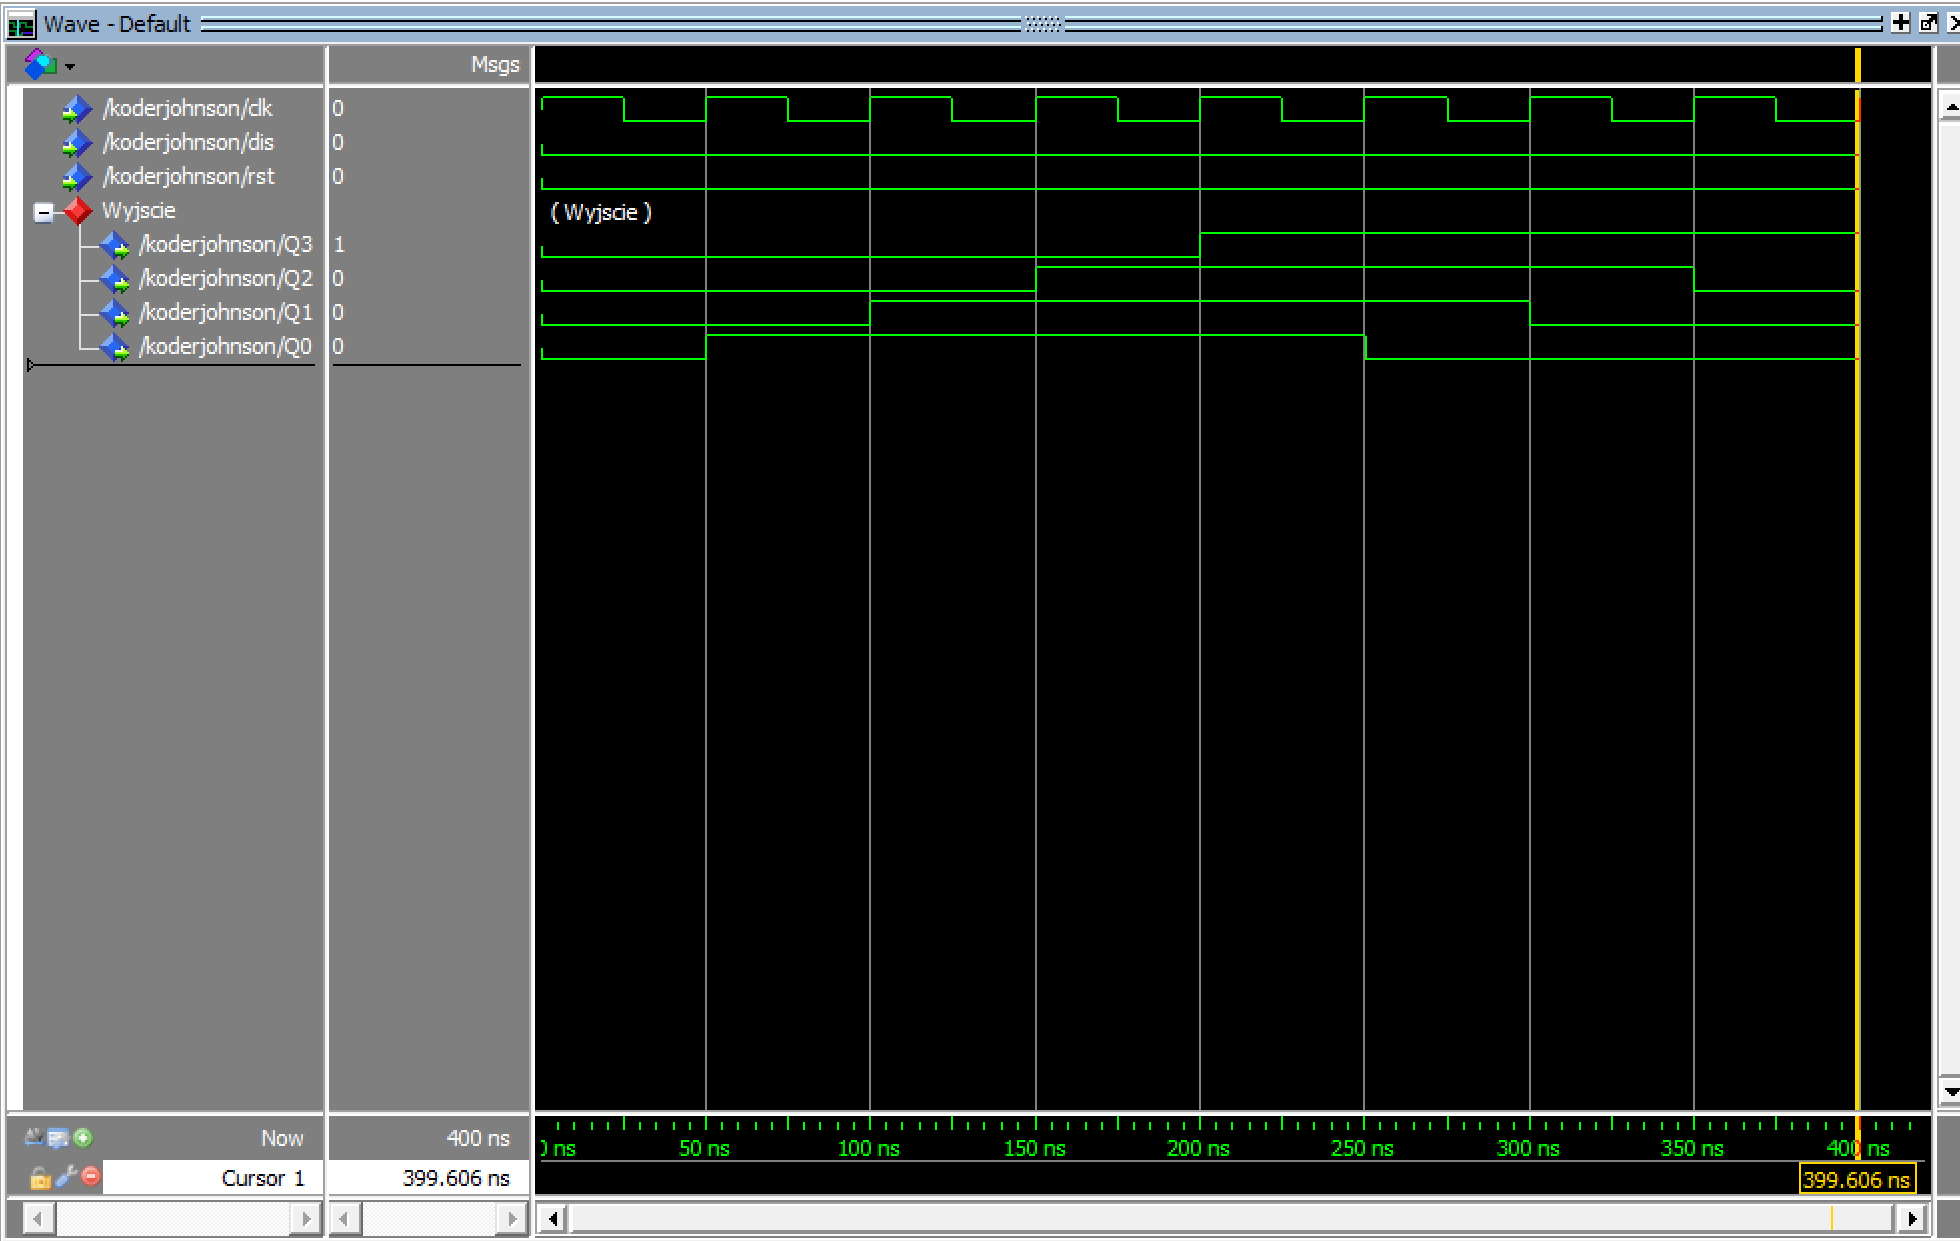 Wave - Default
Msgs
/koderjohnson/clk 0
/koderjohnson/dis 0
/koderjohnson/rst 0
Wyjscie ( Wyjscie )
/koderjohnson/Q3 1
/koderjohnson/Q2 0
/koderjohnson/Q1 0
/koderjohnson/Q0 0
Now 400 ns ns 50 ns 100 ns 150 ns 200 ns 250 ns 300 ns 350 ns 400 ns
Cursor 1 399.606 ns 399.606 ns